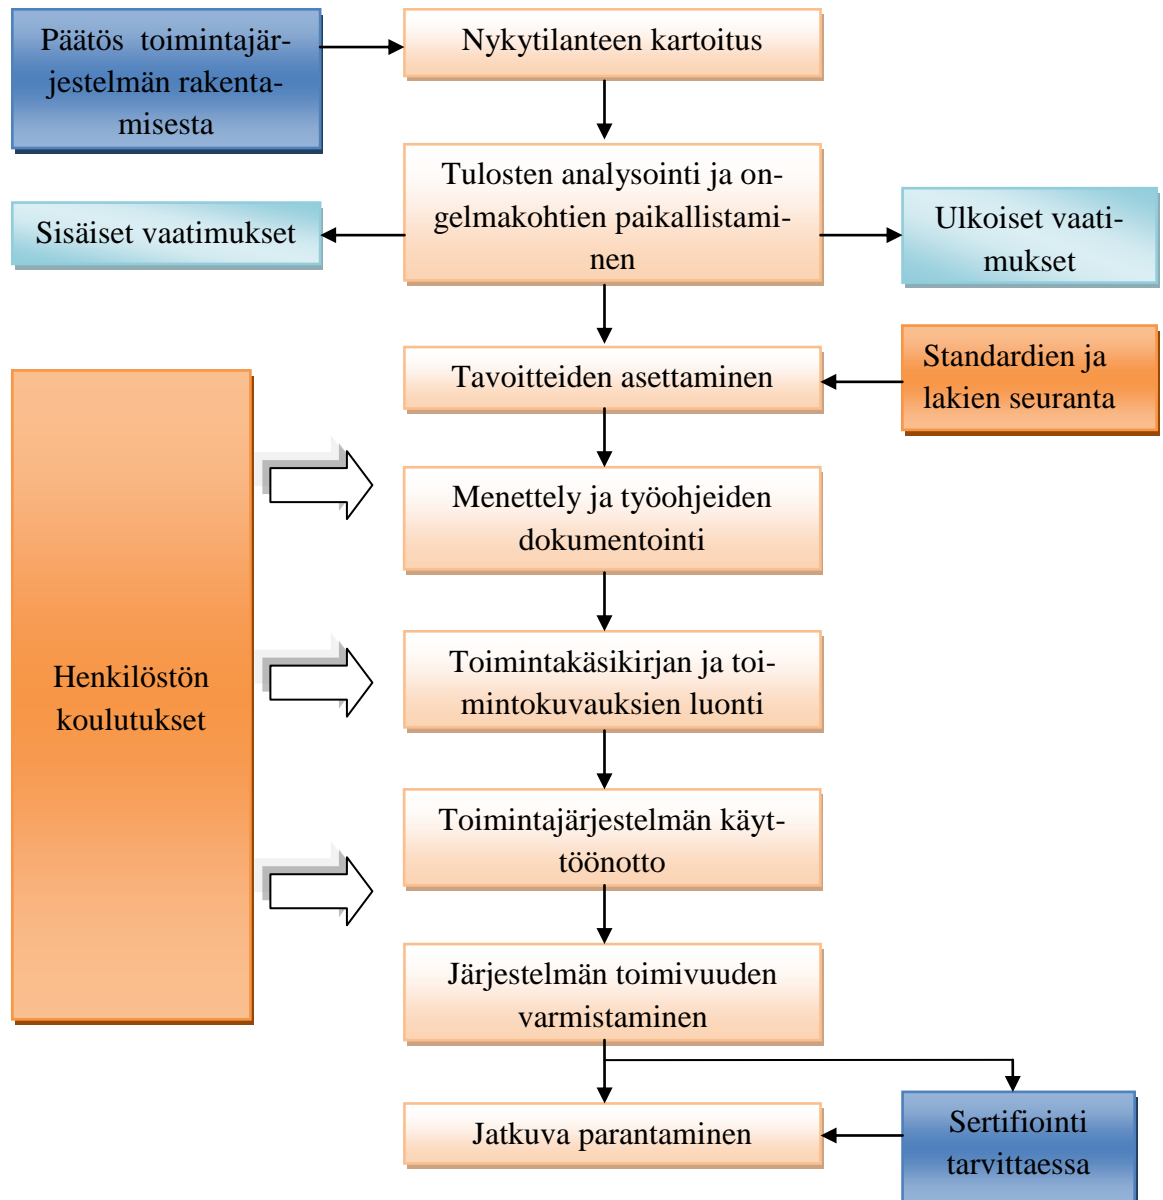 Päätös toimintajär-
jestelmän rakenta-
misesta
Nykytilanteen kartoitus
Tulosten analysointi ja on-
gelmakohtien paikallistami-
nen
Sisäiset vaatimukset
Ulkoiset vaati-
mukset
Tavoitteiden asettaminen
Standardien ja
lakien seuranta
Menettely ja työohjeiden
dokumentointi
Henkilöstön
koulutukset
Toimintakäsikirjan ja toi-
mintokuvauksien luonti
Toimintajärjestelmän käyt-
töönotto
Järjestelmän toimivuuden
varmistaminen
Jatkuva parantaminen
Sertifiointi
tarvittaessa